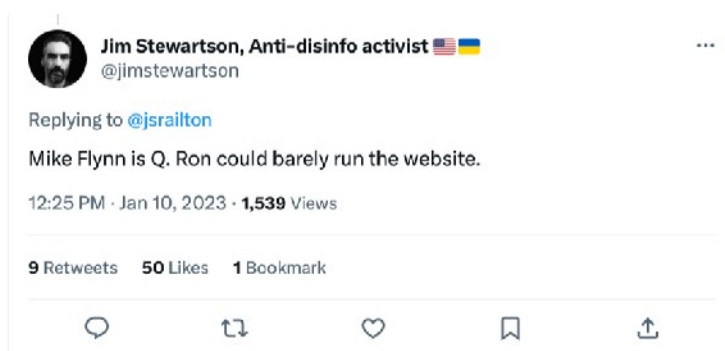 Jim Stewartson, Anti-disinfo activist 🇺🇸🇺🇦
@jimstewartson
Replying to @jsrailton
Mike Flynn is Q. Ron could barely run the website.
12:25 PM · Jan 10, 2023 · 1,539 Views
9 Retweets 50 Likes 1 Bookmark